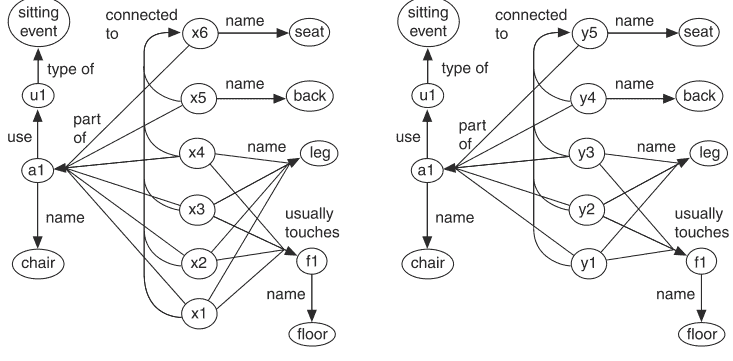 sitting
event
connected
to
x6
name
seat
type of
u1
x5
name
back
use
part
of
x4
name
leg
a1
x3
name
usually
touches
chair
x2
f1
x1
name
floor
sitting
event
connected
to
y5
name
seat
type of
u1
y4
name
back
use
part
of
y3
name
leg
a1
y2
name
usually
touches
chair
y1
f1
name
floor